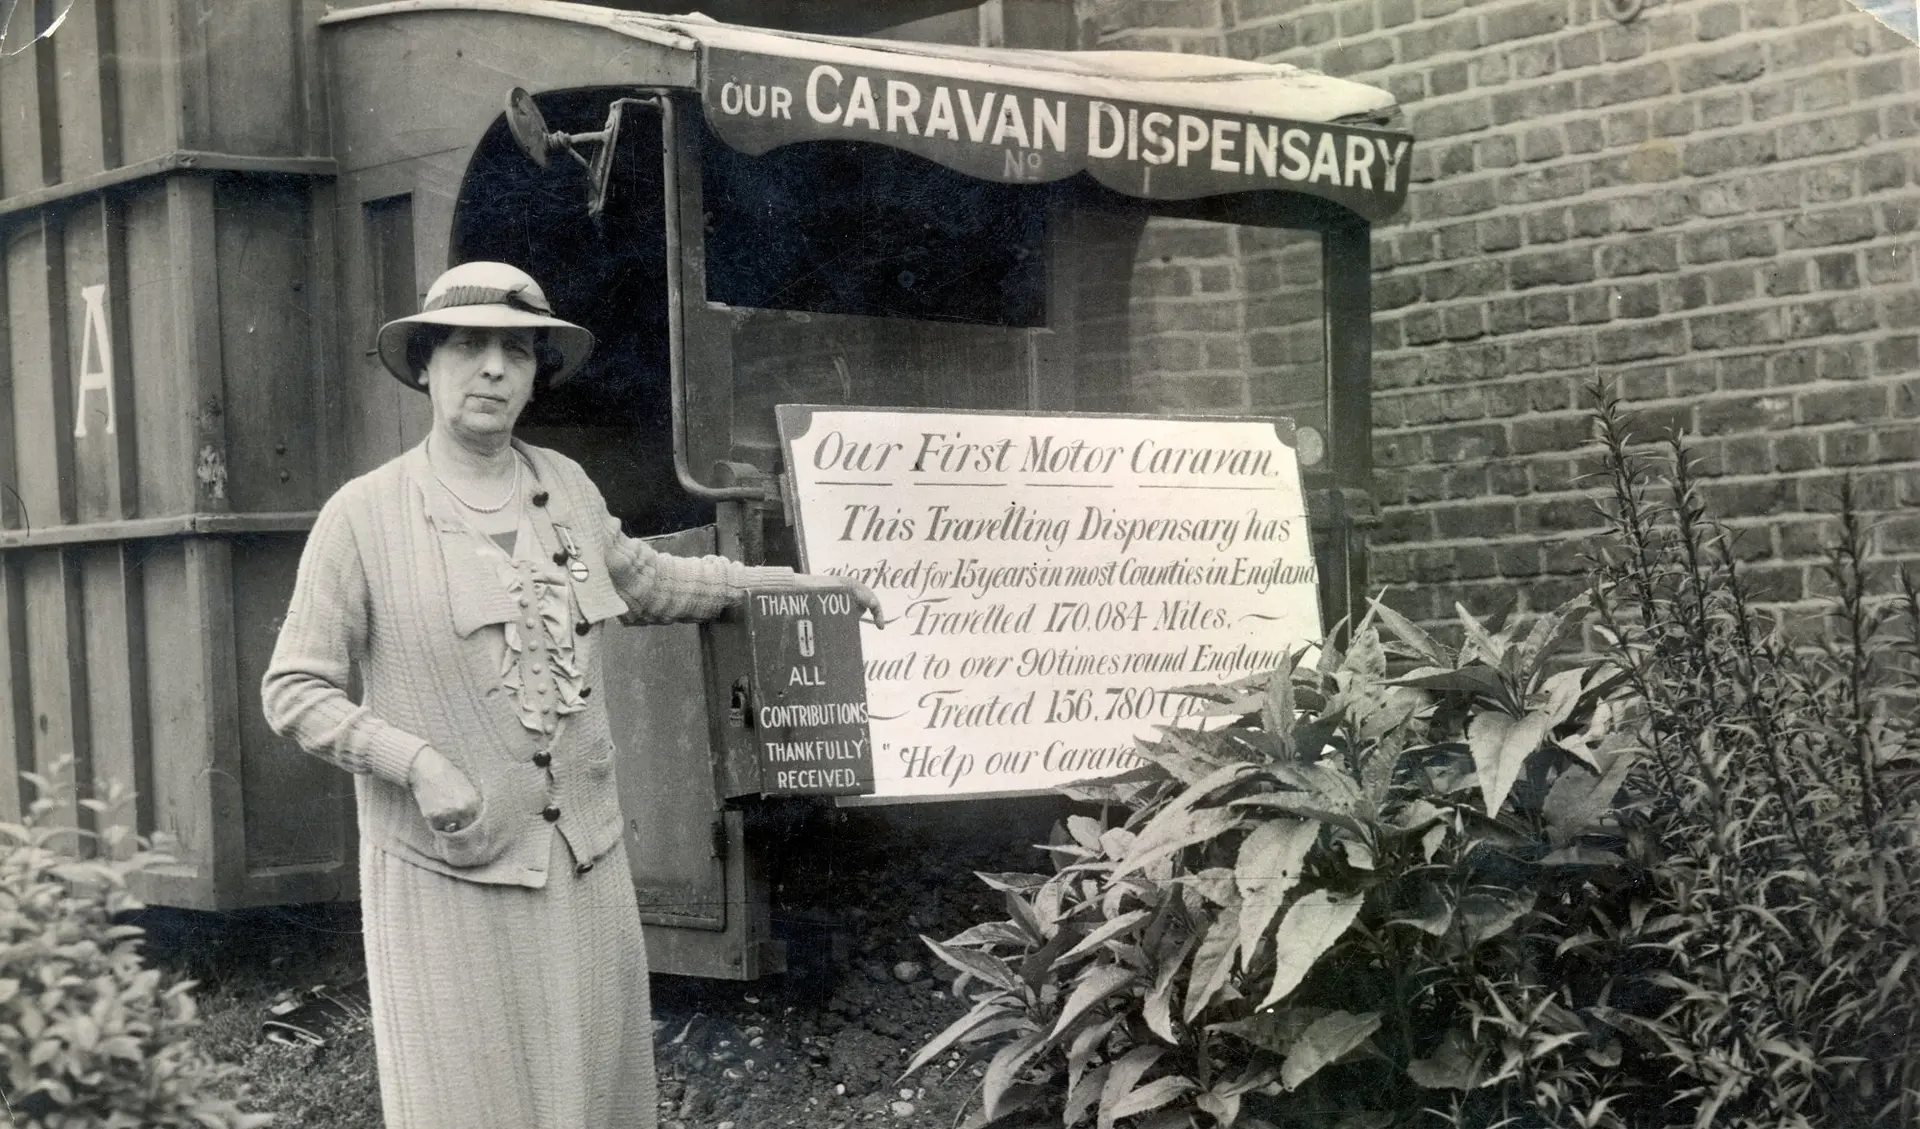 OUR CARAVAN DISPENSARY
No 1
A
Our First Motor Caravan.
This Travelling Dispensary has
worked for 15 years in most Counties in England
~ Travelled 170.084 Miles. ~
to over 90 times round England
~ Treated 156.780
"Help our
THANK YOU
ALL
CONTRIBUTIONS
THANKFULLY
RECEIVED.